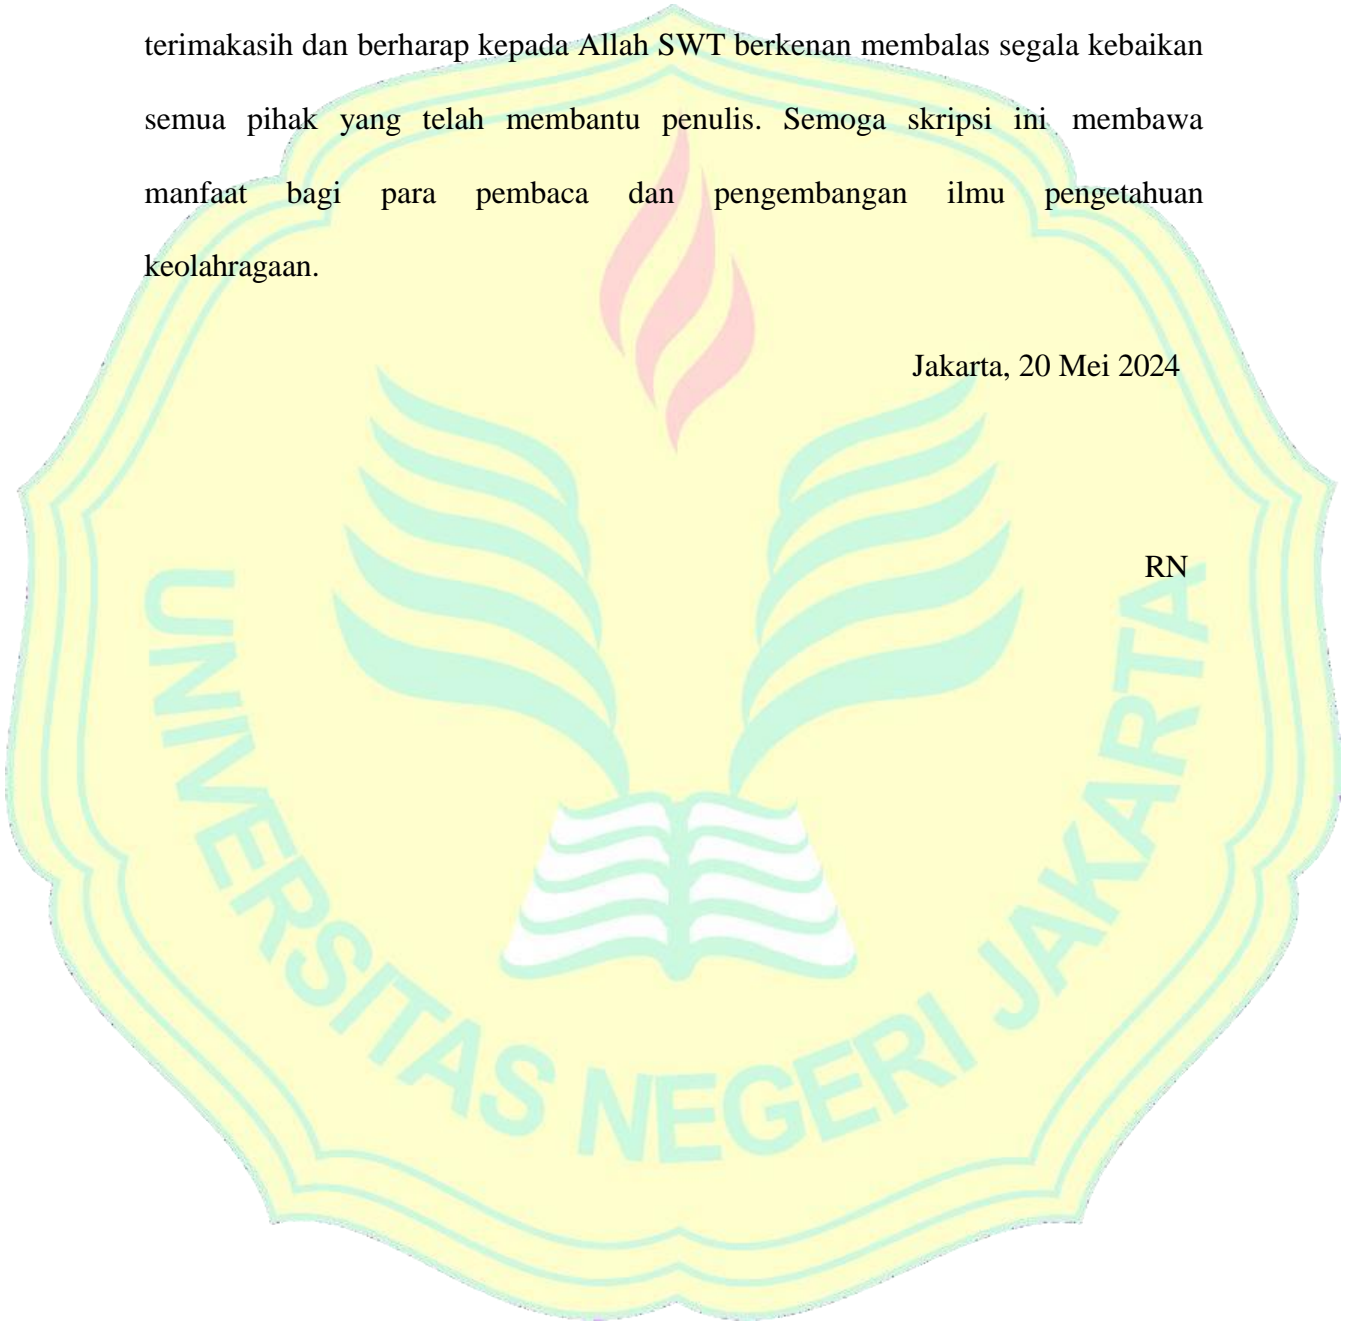 terimakasih dan berharap kepada Allah SWT berkenan membalas segala kebaikan
semua pihak yang telah membantu penulis. Semoga skripsi ini membawa
manfaat bagi para pembaca dan pengembangan ilmu pengetahuan
keolahragaan.
Jakarta, 20 Mei 2024
RN
UNIVERSITAS NEGERI JAKARTA